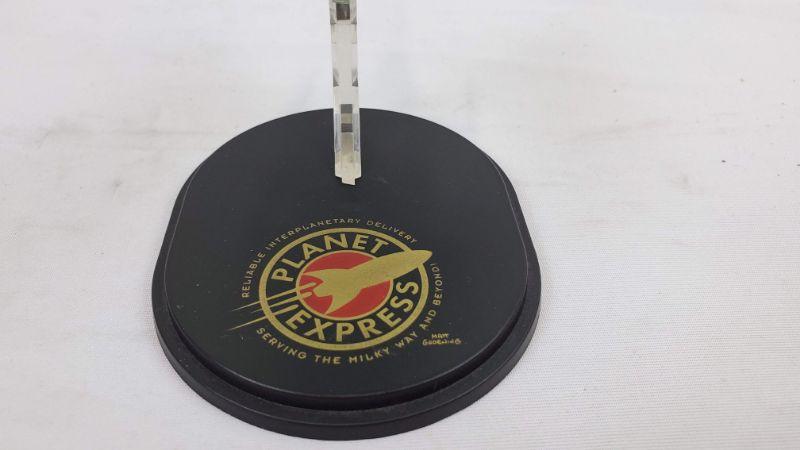 RELIABLE INTERPLANETARY DELIVERY
PLANET
EXPRESS
SERVING THE MILKY WAY AND BEYOND!
MATT
GROENING